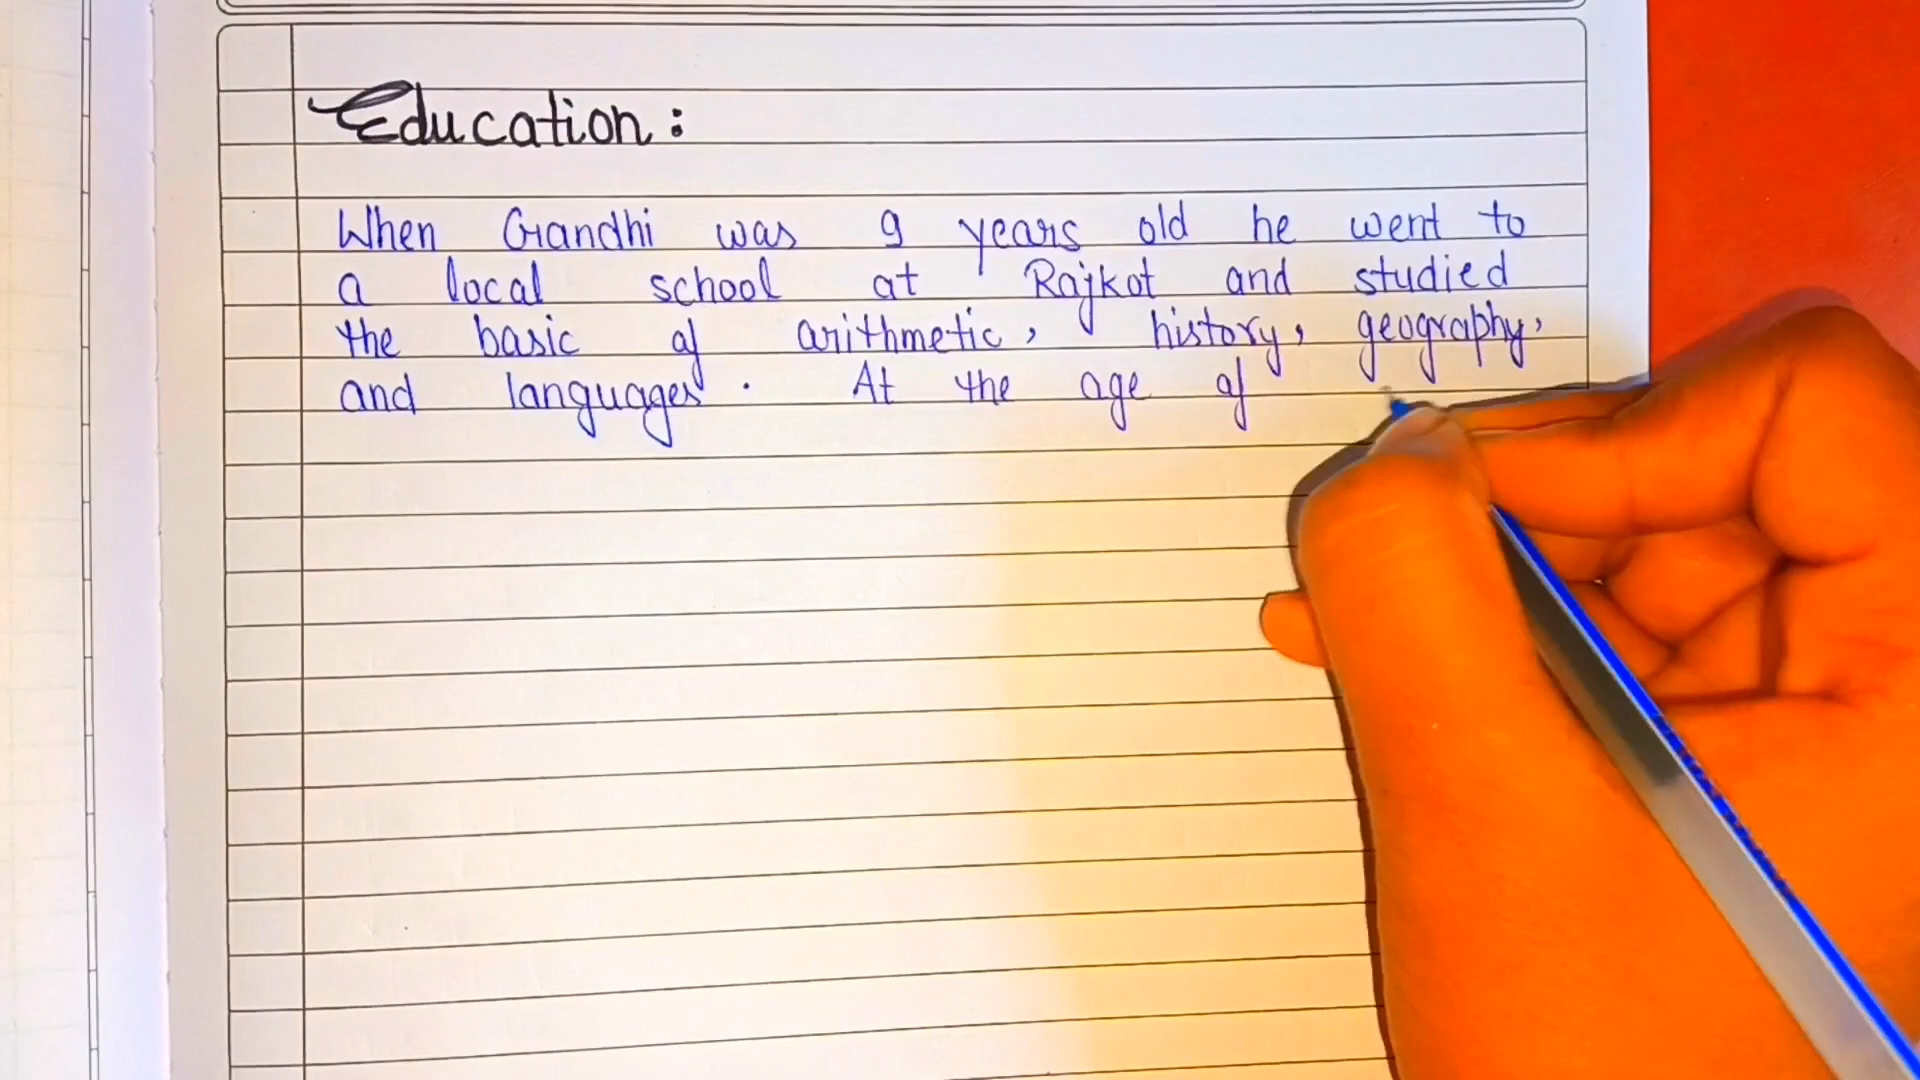 Education :
When Gandhi was 9 years old he went to
a local school at Rajkot and studied
the basic of arithmetic, history, geography,
and languages. At the age of